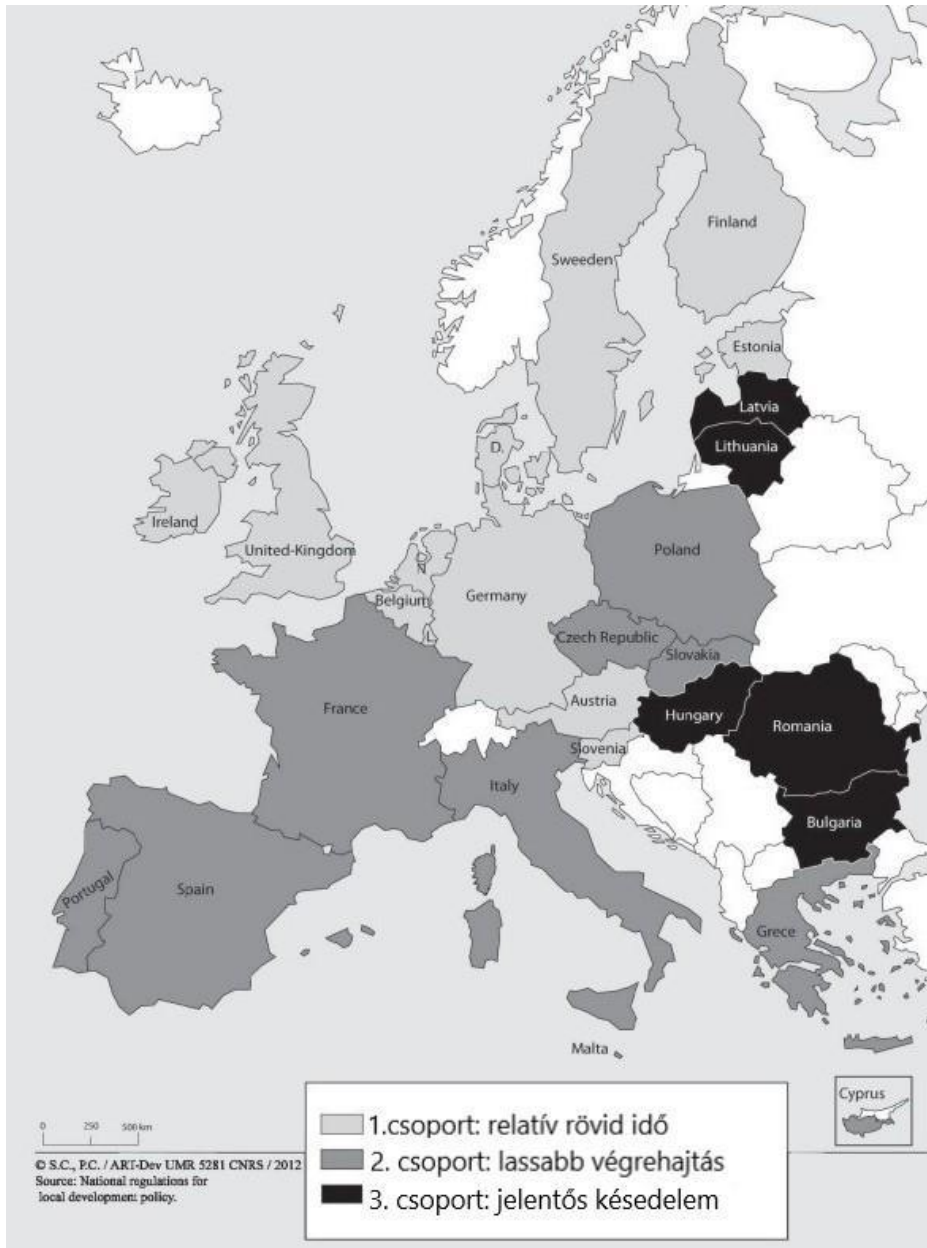 Finland
Sweeden
Estonia
Latvia
Lithuania
D.
Ireland
United-Kingdom
N.
Belgium
Germany
Poland
L.
Czech Republic
Slovakia
France
Austria
Hungary
Romania
Slovenia
Italy
Bulgaria
Portugal
Spain
Grece
Malta
Cyprus
0 250 500 km
1.csoport: relatív rövid idő
2. csoport: lassabb végrehajtás
3. csoport: jelentős késedelem
© S.C., P.C. / ART-Dev UMR 5281 CNRS / 2012
Source: National regulations for
local development policy.